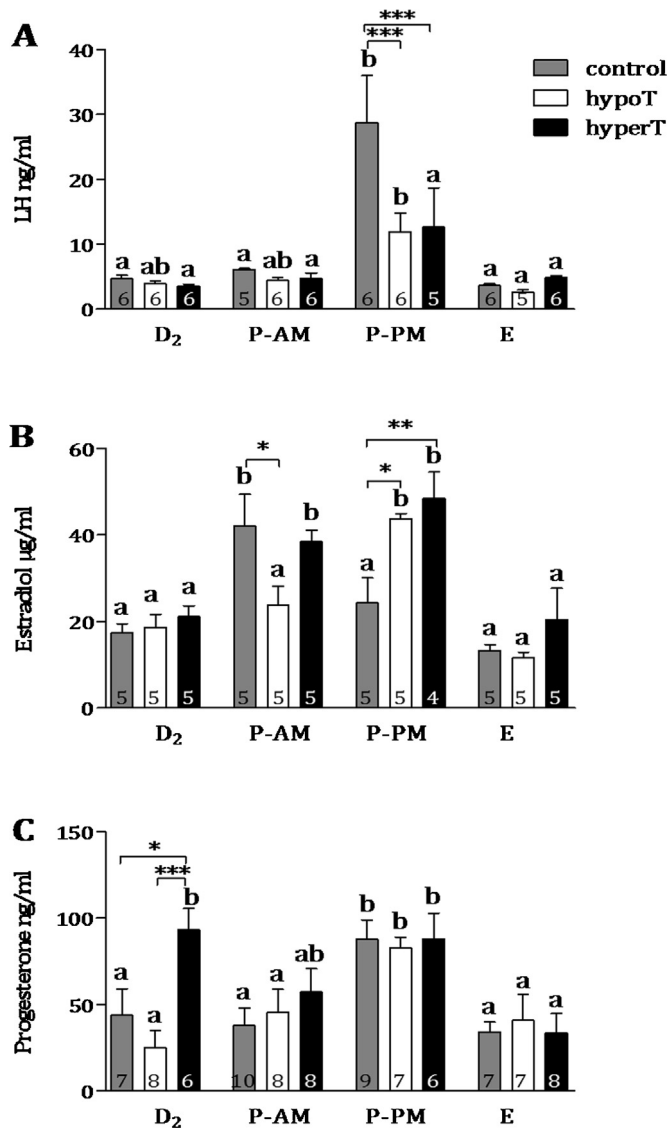 A
***
***
40
30
20
10
0
LH ng/ml
control
hypoT
hyperT
b
b
a
a
ab
a
a
ab
a
a
a
a
6
6
6
5
6
6
6
6
5
6
5
6
D₂
P-AM
P-PM
E
B
60
40
20
0
Estradiol µg/ml
*
**
*
b
a
b
a
b
b
a
a
a
a
a
a
5
5
5
5
5
5
5
5
4
5
5
5
D₂
P-AM
P-PM
E
C
150
100
50
0
Progesterone ng/ml
*
***
a
a
b
a
a
ab
b
b
b
a
a
a
7
8
6
10
8
8
9
7
6
7
7
8
D₂
P-AM
P-PM
E